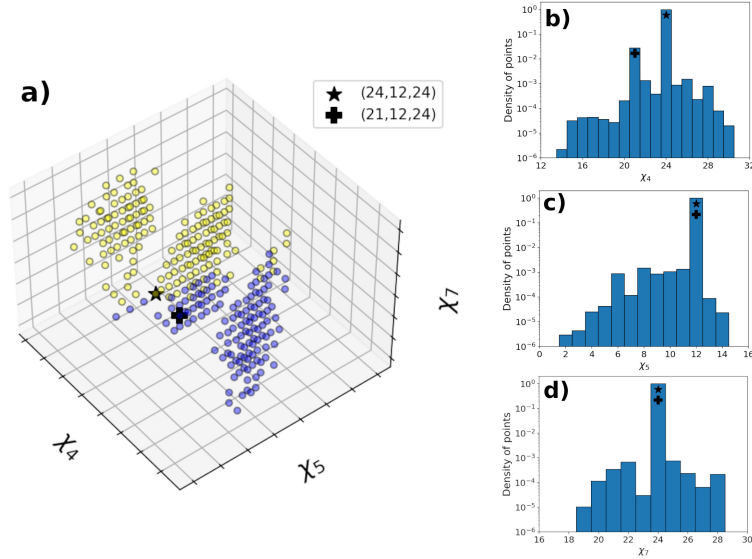 a)
(24,12,24)
(21,12,24)
χ4
χ5
χ7
b)
Density of points
10⁰
10⁻¹
10⁻²
10⁻³
10⁻⁴
10⁻⁵
10⁻⁶
12 16 20 24 28 32
χ4
c)
Density of points
10⁰
10⁻¹
10⁻²
10⁻³
10⁻⁴
10⁻⁵
10⁻⁶
0 2 4 6 8 10 12 14 16
χ5
d)
Density of points
10⁰
10⁻¹
10⁻²
10⁻³
10⁻⁴
10⁻⁵
10⁻⁶
16 18 20 22 24 26 28 30
χ7